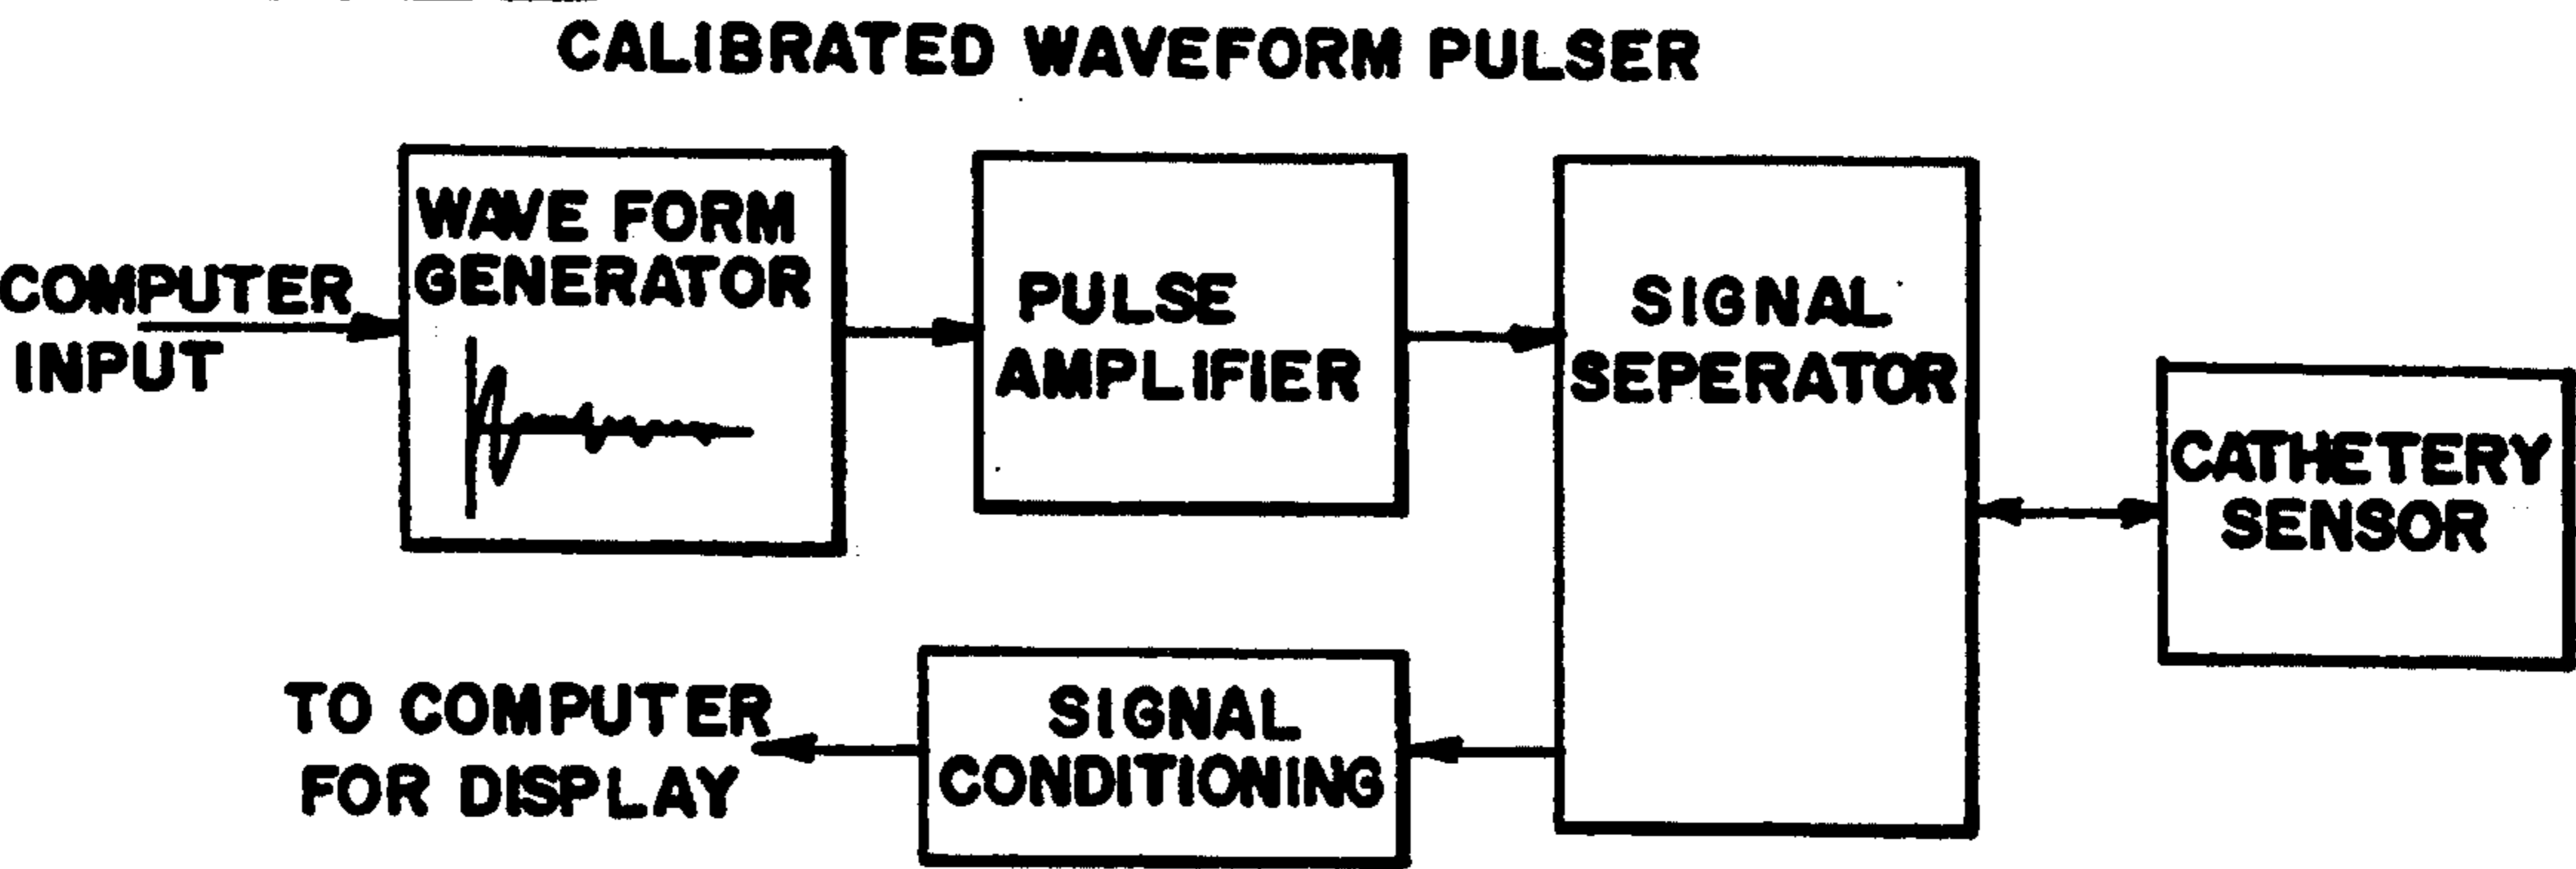 CALIBRATED WAVEFORM PULSER
COMPUTER
INPUT
WAVE FORM
GENERATOR
PULSE
AMPLIFIER
SIGNAL
SEPERATOR
CATHETERY
SENSOR
SIGNAL
CONDITIONING
TO COMPUTER
FOR DISPLAY